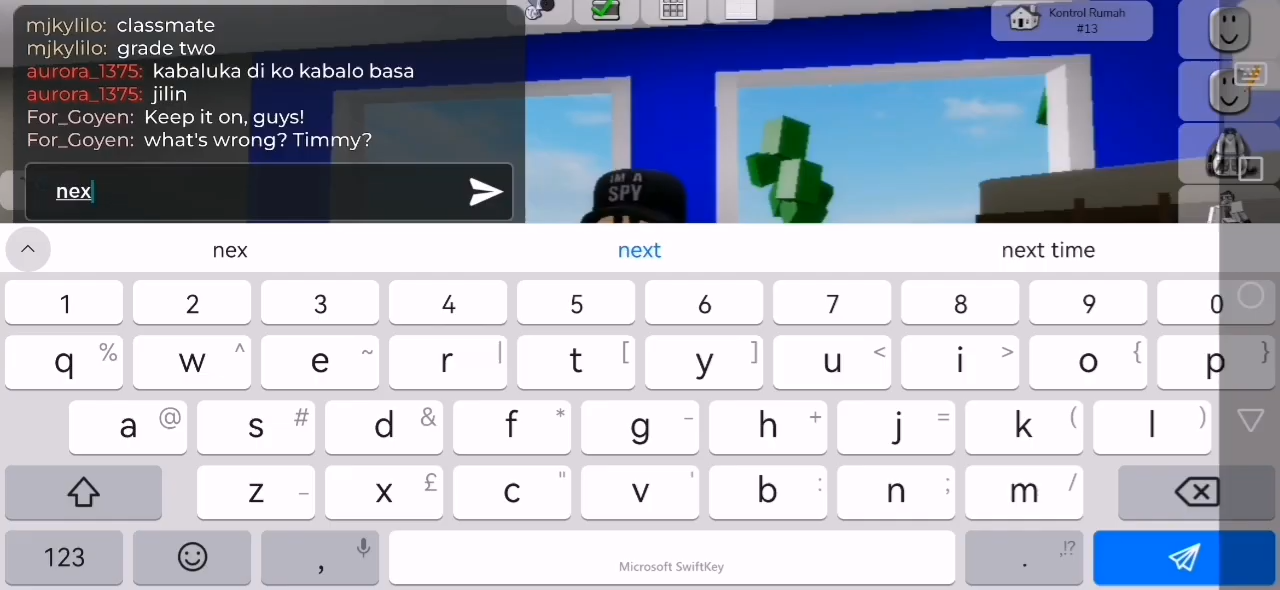 mjkylilo: classmate
mjkylilo: grade two
aurora_1375: kabaluka di ko kabalo basa
aurora_1375: jilin
For_Goyen: Keep it on, guys!
For_Goyen: what's wrong? Timmy?
nex
Kontrol Rumah
#13
I'M A
SPY
nex next next time
1 2 3 4 5 6 7 8 9 0
q % w ^ e ~ r | t [ y ] u < i > o { p }
a @ s # d & f * g - h + j = k ( l )
z _ x £ c " v ' b : n ; m /
123 , . ,!?
Microsoft SwiftKey